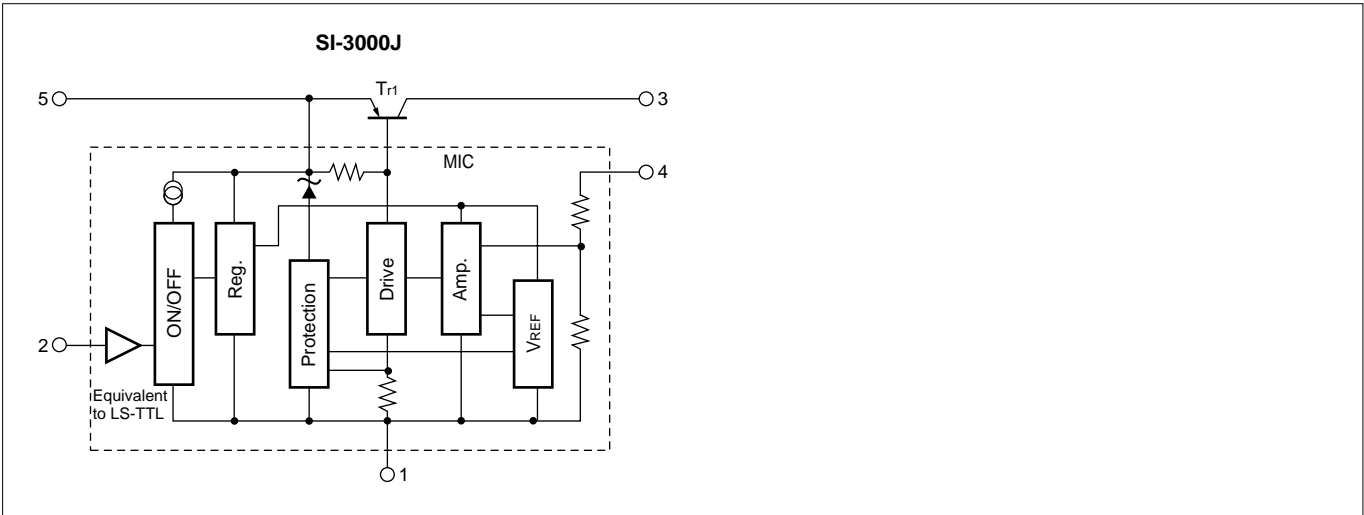 SI-3000J
Tr1
5
3
MIC
4
ON/OFF
Reg.
Protection
Drive
Amp.
VREF
2
Equivalent
to LS-TTL
1